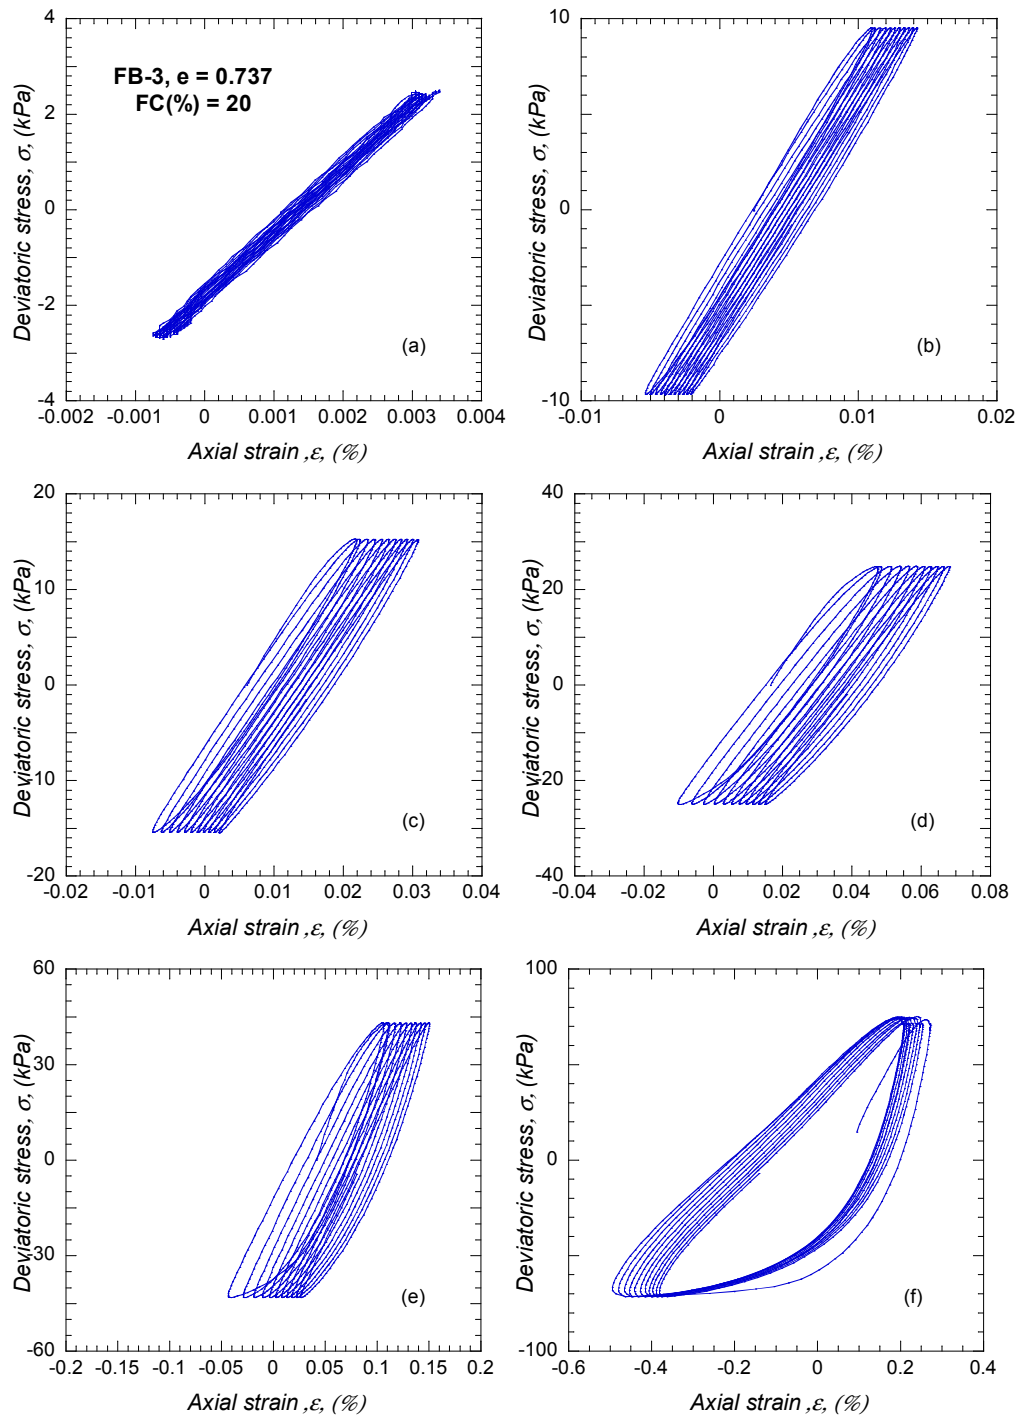 4
2
0
-2
-4
Deviatoric stress, σ, (kPa)
FB-3, e = 0.737
FC(%) = 20
(a)
-0.002 -0.001 0 0.001 0.002 0.003 0.004
Axial strain ,ε, (%)
10
5
0
-5
-10
Deviatoric stress, σ, (kPa)
(b)
-0.01 0 0.01 0.02
Axial strain ,ε, (%)
20
10
0
-10
-20
Deviatoric stress, σ, (kPa)
(c)
-0.02 -0.01 0 0.01 0.02 0.03 0.04
Axial strain ,ε, (%)
40
20
0
-20
-40
Deviatoric stress, σ, (kPa)
(d)
-0.04 -0.02 0 0.02 0.04 0.06 0.08
Axial strain ,ε, (%)
60
30
0
-30
-60
Deviatoric stress, σ, (kPa)
(e)
-0.2 -0.15 -0.1 -0.05 0 0.05 0.1 0.15 0.2
Axial strain ,ε, (%)
100
50
0
-50
-100
Deviatoric stress, σ, (kPa)
(f)
-0.6 -0.4 -0.2 0 0.2 0.4
Axial strain ,ε, (%)